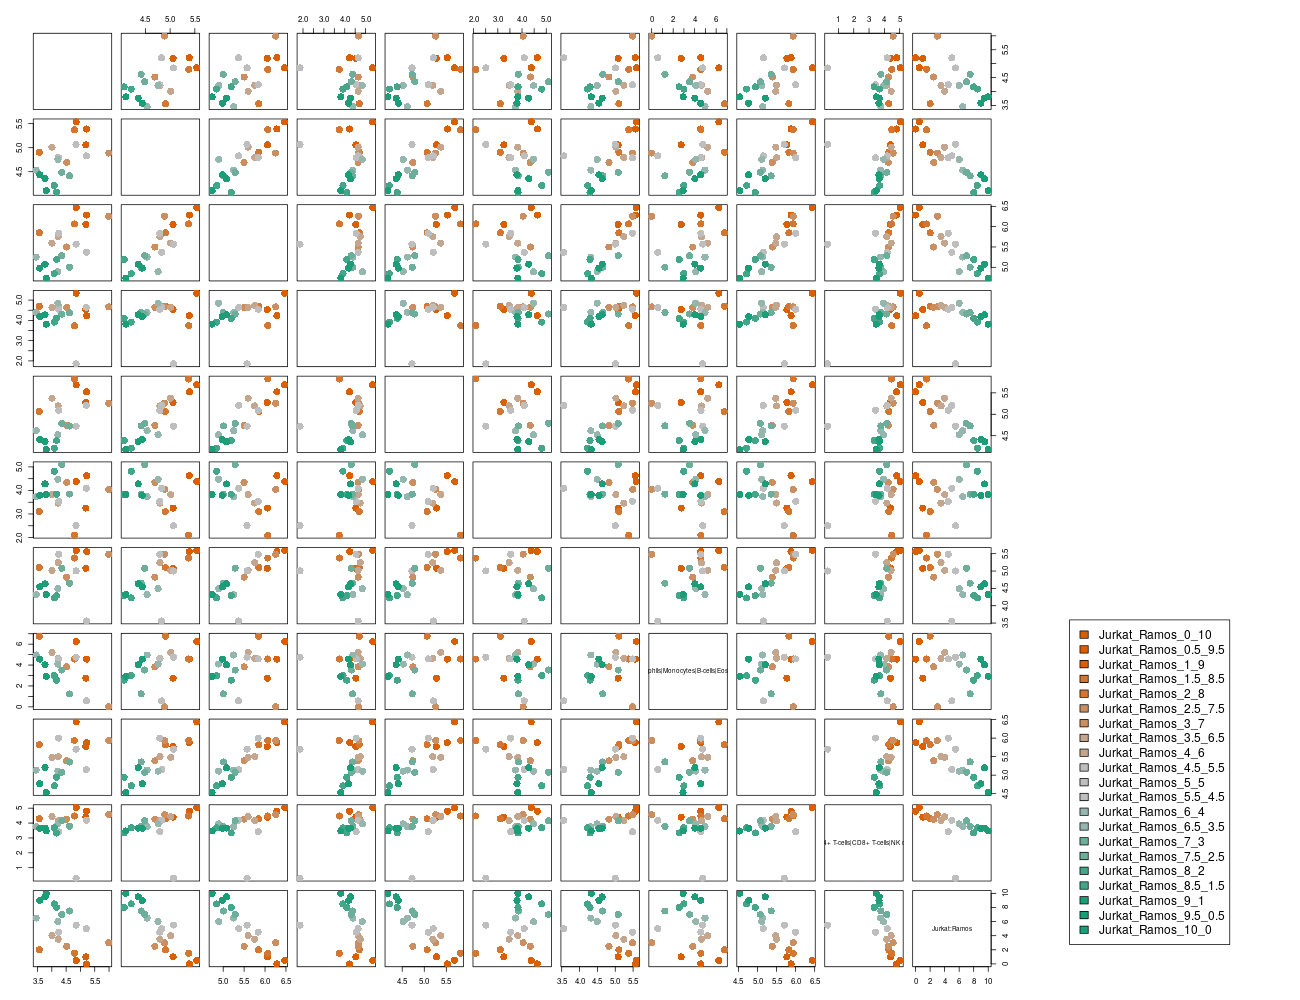 4.5 5.0 5.5 2.0 3.0 4.0 5.0 2.0 3.0 4.0 5.0 0 2 4 6 1 2 3 4 5
3.5 4.5 5.5
4.5 5.0 5.5
5.0 5.5 6.0 6.5
2.0 3.0 4.0 5.0
4.5 5.0 5.5
2.0 3.0 4.0 5.0
3.5 4.0 4.5 5.0 5.5
0 2 4 6
phils|Monocytes|B-cells|Eos
4.5 5.0 5.5 6.0 6.5
1 2 3 4 5
T-cells|CD8+ T-cells|NK
Jurkat:Ramos
0 2 4 6 8 10
3.5 4.5 5.5 5.0 5.5 6.0 6.5 4.5 5.0 5.5 3.5 4.0 4.5 5.0 5.5 4.5 5.0 5.5 6.0 6.5 0 2 4 6 8 10
Jurkat_Ramos_0_10
Jurkat_Ramos_0.5_9.5
Jurkat_Ramos_1_9
Jurkat_Ramos_1.5_8.5
Jurkat_Ramos_2_8
Jurkat_Ramos_2.5_7.5
Jurkat_Ramos_3_7
Jurkat_Ramos_3.5_6.5
Jurkat_Ramos_4_6
Jurkat_Ramos_4.5_5.5
Jurkat_Ramos_5_5
Jurkat_Ramos_5.5_4.5
Jurkat_Ramos_6_4
Jurkat_Ramos_6.5_3.5
Jurkat_Ramos_7_3
Jurkat_Ramos_7.5_2.5
Jurkat_Ramos_8_2
Jurkat_Ramos_8.5_1.5
Jurkat_Ramos_9_1
Jurkat_Ramos_9.5_0.5
Jurkat_Ramos_10_0